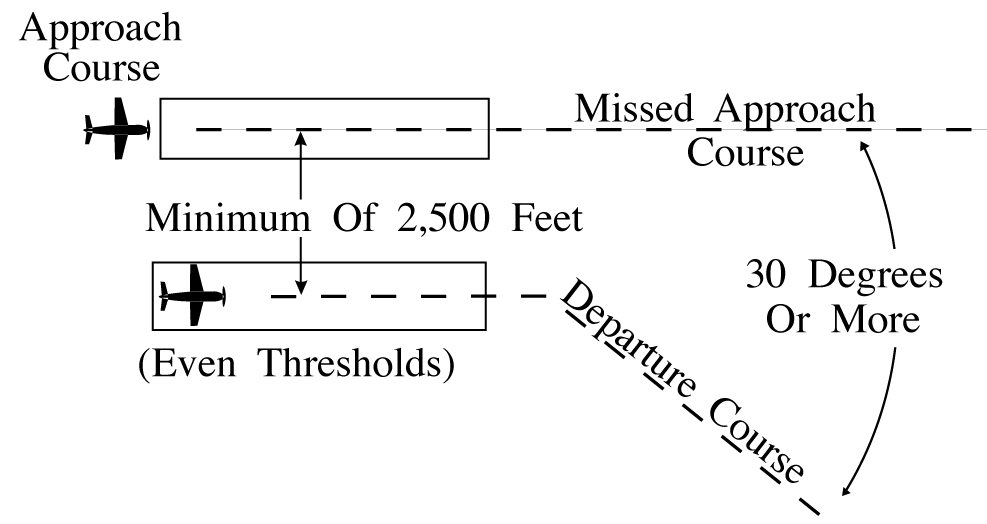 Approach
Course
Missed Approach
Course
Minimum Of 2,500 Feet
30 Degrees
Or More
Departure Course
(Even Thresholds)